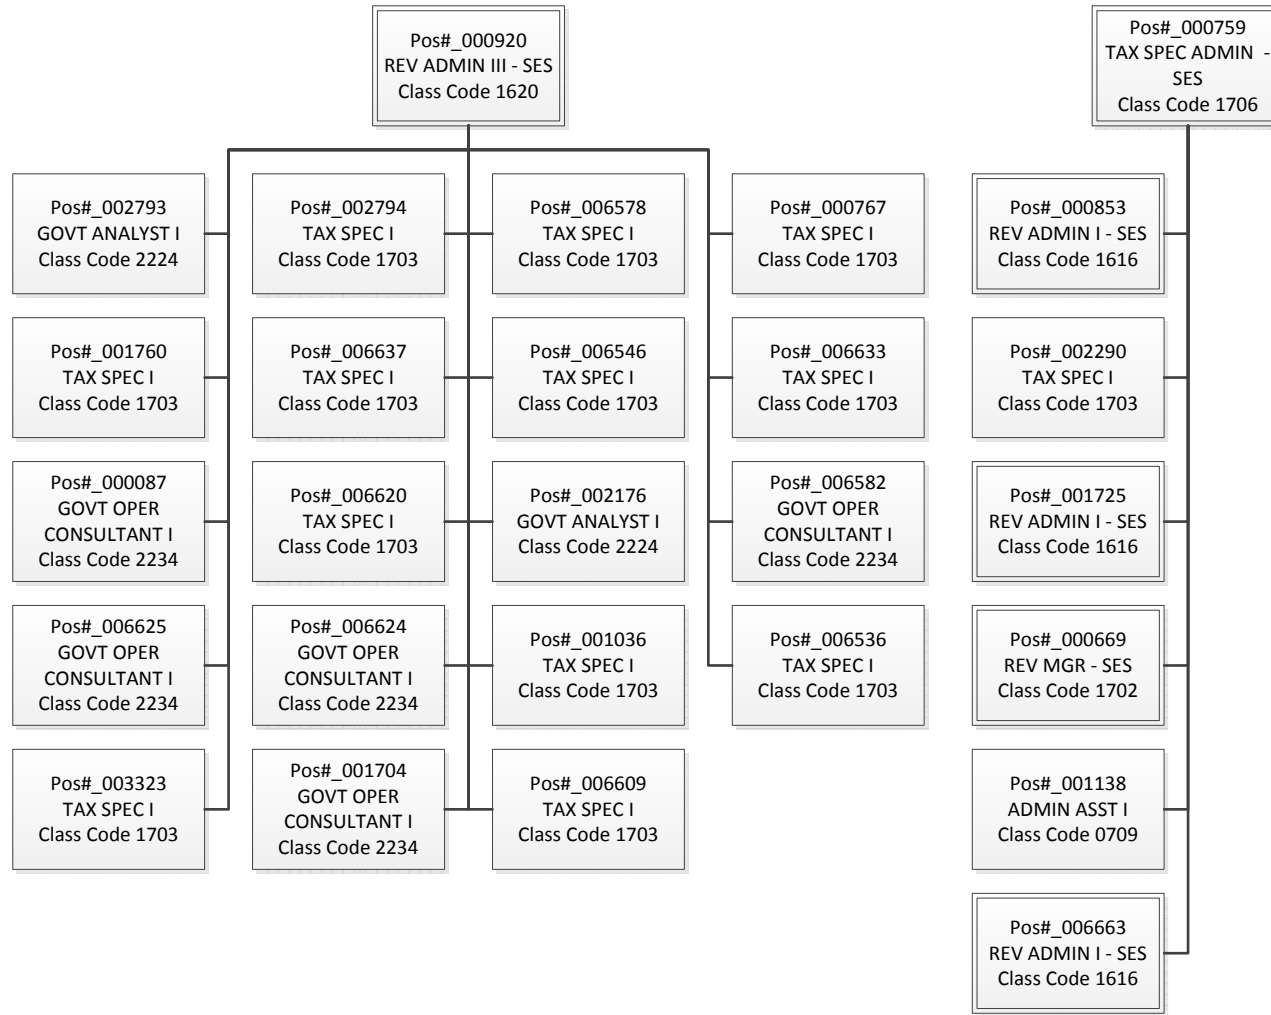 Pos#_000920
REV ADMIN III - SES
Class Code 1620
Pos#_000759
TAX SPEC ADMIN -
SES
Class Code 1706
Pos#_002793
GOVT ANALYST I
Class Code 2224
Pos#_002794
TAX SPEC I
Class Code 1703
Pos#_006578
TAX SPEC I
Class Code 1703
Pos#_000767
TAX SPEC I
Class Code 1703
Pos#_000853
REV ADMIN I - SES
Class Code 1616
Pos#_001760
TAX SPEC I
Class Code 1703
Pos#_006637
TAX SPEC I
Class Code 1703
Pos#_006546
TAX SPEC I
Class Code 1703
Pos#_006633
TAX SPEC I
Class Code 1703
Pos#_002290
TAX SPEC I
Class Code 1703
Pos#_000087
GOVT OPER
CONSULTANT I
Class Code 2234
Pos#_006620
TAX SPEC I
Class Code 1703
Pos#_002176
GOVT ANALYST I
Class Code 2224
Pos#_006582
GOVT OPER
CONSULTANT I
Class Code 2234
Pos#_001725
REV ADMIN I - SES
Class Code 1616
Pos#_006625
GOVT OPER
CONSULTANT I
Class Code 2234
Pos#_006624
GOVT OPER
CONSULTANT I
Class Code 2234
Pos#_001036
TAX SPEC I
Class Code 1703
Pos#_006536
TAX SPEC I
Class Code 1703
Pos#_000669
REV MGR - SES
Class Code 1702
Pos#_003323
TAX SPEC I
Class Code 1703
Pos#_001704
GOVT OPER
CONSULTANT I
Class Code 2234
Pos#_006609
TAX SPEC I
Class Code 1703
Pos#_001138
ADMIN ASST I
Class Code 0709
Pos#_006663
REV ADMIN I - SES
Class Code 1616